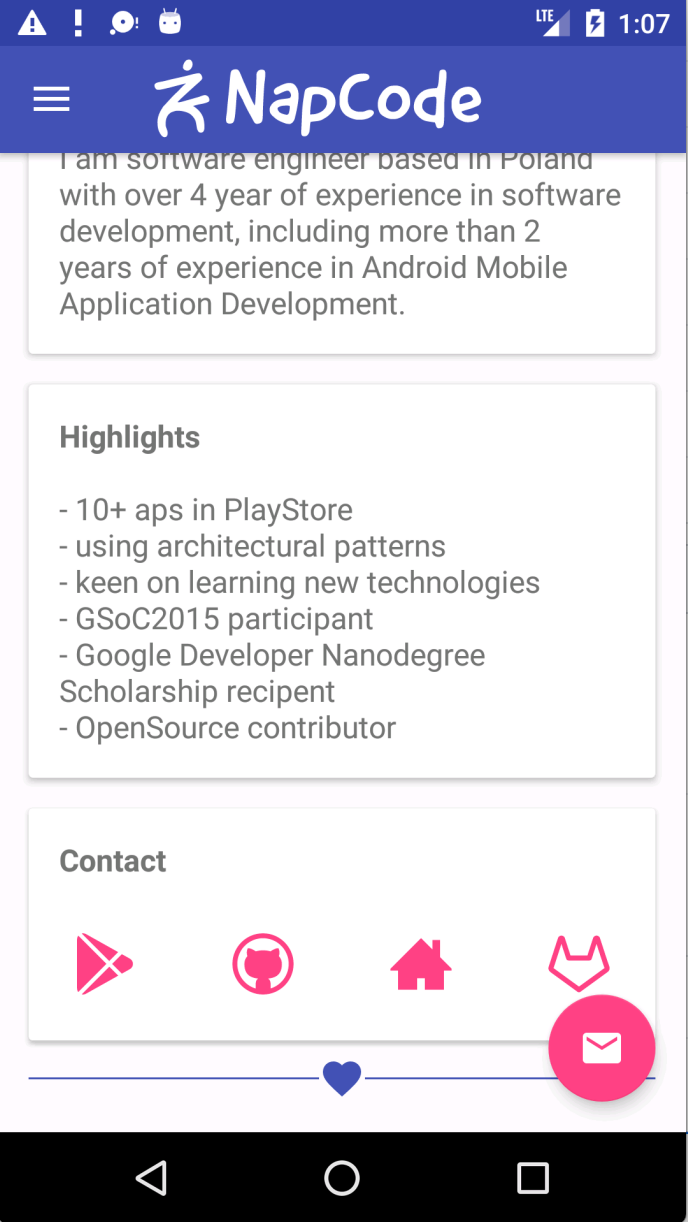 LTE 1:07
NapCode
I am software engineer based in Poland
with over 4 year of experience in software
development, including more than 2
years of experience in Android Mobile
Application Development.
Highlights
- 10+ aps in PlayStore
- using architectural patterns
- keen on learning new technologies
- GSoC2015 participant
- Google Developer Nanodegree
Scholarship recipent
- OpenSource contributor
Contact